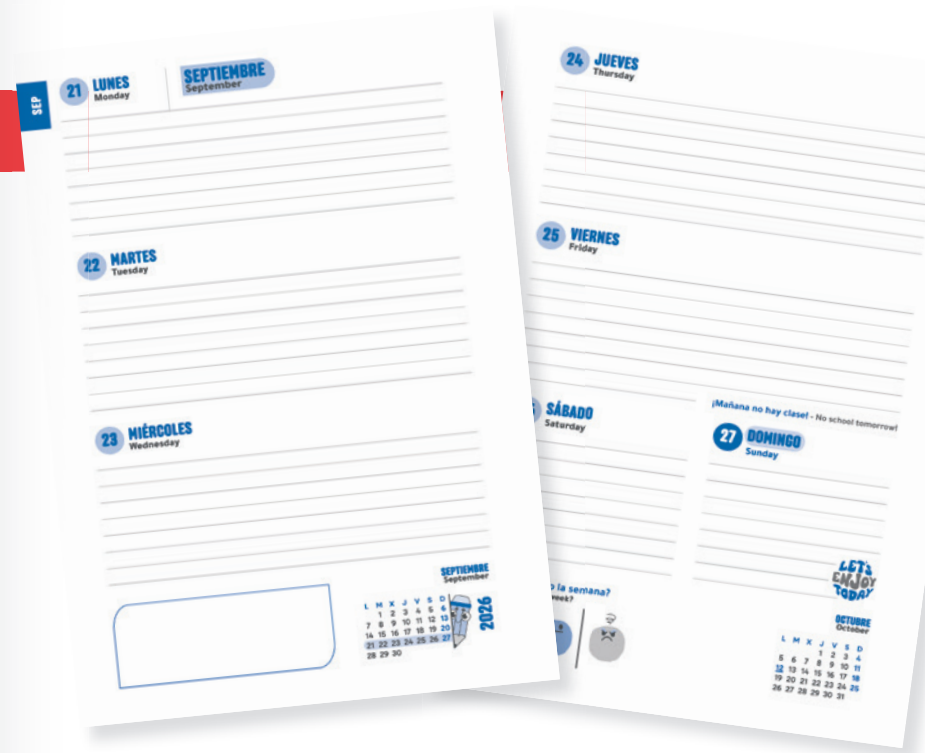 SEP
21 LUNES
Monday
SEPTIEMBRE
September
22 MARTES
Tuesday
23 MIÉRCOLES
Wednesday
SEPTIEMBRE
September
L M X J V S D
1 2 3 4 5 6
7 8 9 10 11 12 13
14 15 16 17 18 19 20
21 22 23 24 25 26 27
28 29 30
2026
24 JUEVES
Thursday
25 VIERNES
Friday
SÁBADO
Saturday
¡Mañana no hay clase! - No school tomorrow!
27 DOMINGO
Sunday
LET'S
ENJOY
TODAY
la semana?
week?
OCTUBRE
October
L M X J V S D
1 2 3 4
5 6 7 8 9 10 11
12 13 14 15 16 17 18
19 20 21 22 23 24 25
26 27 28 29 30 31